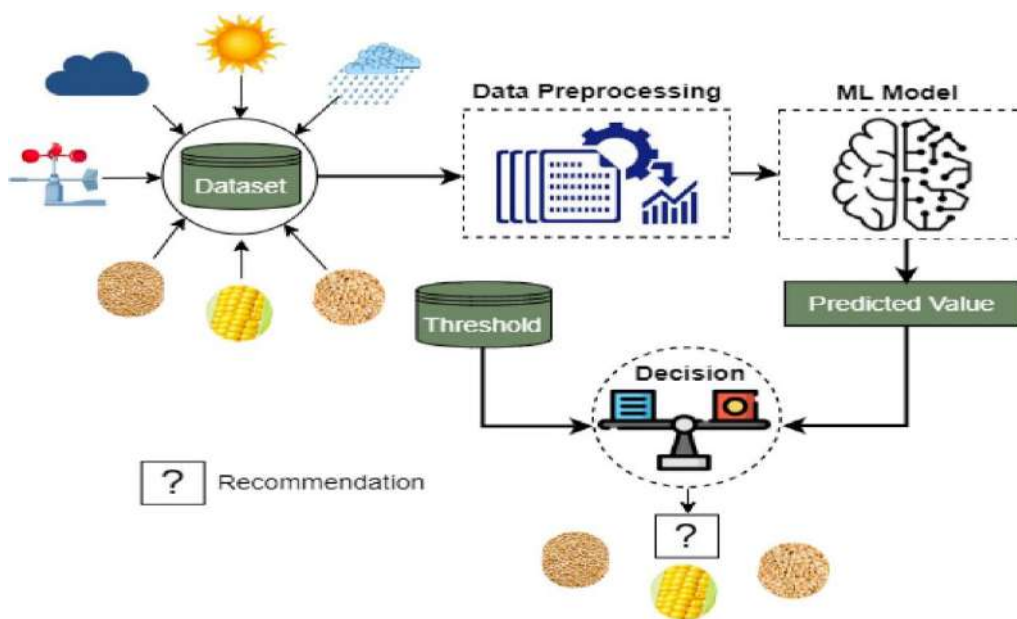 Data Preprocessing
ML Model
Dataset
Threshold
Predicted Value
Decision
?
Recommendation
?